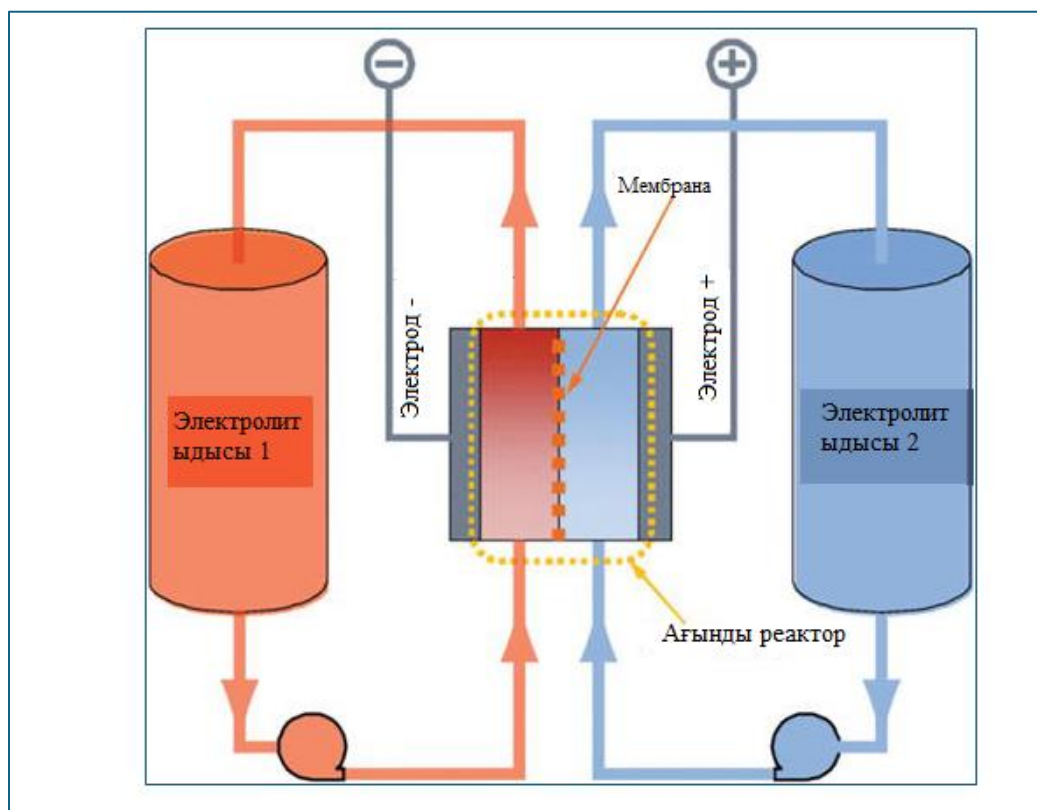 −
+
Мембрана
Электрод -
Электрод +
Электролит
ыдысы 1
Электролит
ыдысы 2
Ағынды реактор